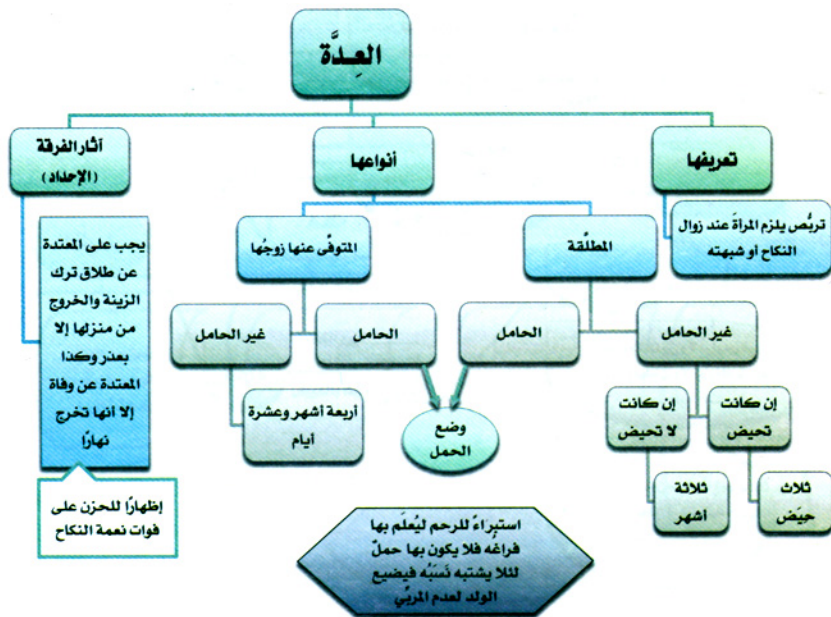 العِدَّة
تعريفها
أنواعها
آثار الفرقة
(الإحداد)
تربُّص يلزم المرأةَ عند زوال
النكاح أو شبهته
المطلَّقة
المتوفَّى عنها زوجُها
يجب على المعتدة
عن طلاق ترك
الزينة والخروج
من منزلها إلا
بعذر وكذا
المعتدة عن وفاة
إلا أنها تخرج
نهارًا
غير الحامل
الحامل
الحامل
غير الحامل
إن كانت
تحيض
إن كانت
لا تحيض
وضع
الحمل
أربعة أشهر وعشرة
أيام
ثلاث
حيَض
ثلاثة
أشهر
إظهارًا للحزن على
فوات نعمة النكاح
استبراءً للرحم ليُعلَم بها
فراغُه فلا يكون بها حملٌ
لئلا يشتبه نَسَبُه فيضيع
الولد لعدم المربِّي